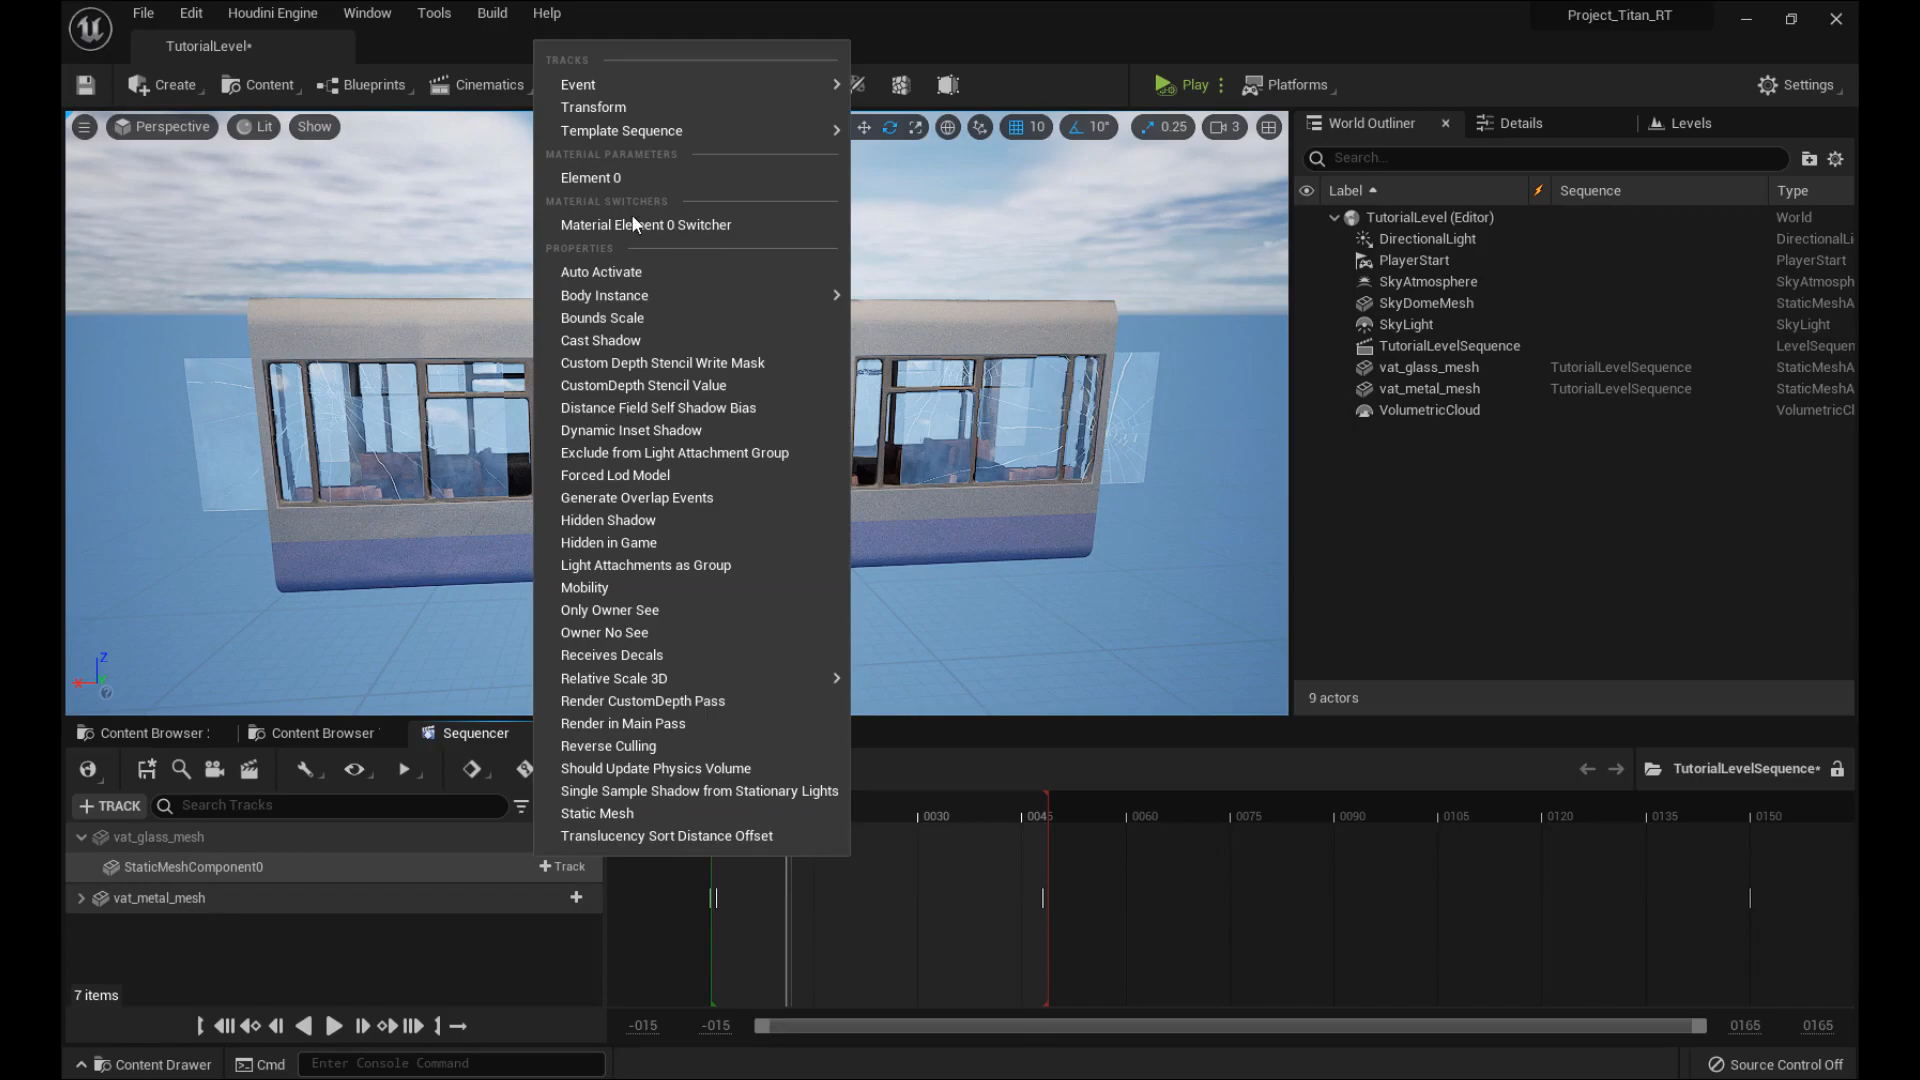 File Edit Houdini Engine Window Tools Build Help Project_Titan_RT
TutorialLevel*
Create Content Blueprints Cinematics Play Platforms Settings
Perspective Lit Show 10 10° 0.25 3
World Outliner Details Levels
Search...
Label Sequence Type
TutorialLevel (Editor) World
DirectionalLight DirectionalLi
PlayerStart PlayerStart
SkyAtmosphere SkyAtmosph
SkyDomeMesh StaticMeshA
SkyLight SkyLight
TutorialLevelSequence LevelSequen
vat_glass_mesh TutorialLevelSequence StaticMeshA
vat_metal_mesh TutorialLevelSequence StaticMeshA
VolumetricCloud VolumetricCl
9 actors
TRACKS
Event
Transform
Template Sequence
MATERIAL PARAMETERS
Element 0
MATERIAL SWITCHERS
Material Element 0 Switcher
PROPERTIES
Auto Activate
Body Instance
Bounds Scale
Cast Shadow
Custom Depth Stencil Write Mask
CustomDepth Stencil Value
Distance Field Self Shadow Bias
Dynamic Inset Shadow
Exclude from Light Attachment Group
Forced Lod Model
Generate Overlap Events
Hidden Shadow
Hidden in Game
Light Attachments as Group
Mobility
Only Owner See
Owner No See
Receives Decals
Relative Scale 3D
Render CustomDepth Pass
Render in Main Pass
Reverse Culling
Should Update Physics Volume
Single Sample Shadow from Stationary Lights
Static Mesh
Translucency Sort Distance Offset
Z
Content Browser : Content Browser Sequencer
TutorialLevelSequence*
TRACK Search Tracks
0030 0045 0060 0075 0090 0105 0120 0135 0150
vat_glass_mesh
StaticMeshComponent0 Track
vat_metal_mesh
7 items
-015 -015 0165 0165
Content Drawer Cmd Enter Console Command Source Control Off